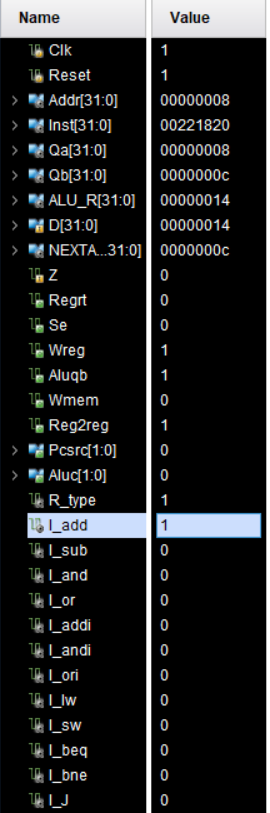 Name Value
Clk 1
Reset 1
Addr[31:0] 00000008
Inst[31:0] 00221820
Qa[31:0] 00000008
Qb[31:0] 0000000c
ALU_R[31:0] 00000014
D[31:0] 00000014
NEXTA...31:0] 0000000c
Z 0
Regrt 0
Se 0
Wreg 1
Aluqb 1
Wmem 0
Reg2reg 1
Pcsrc[1:0] 0
Aluc[1:0] 0
R_type 1
I_add 1
I_sub 0
I_and 0
I_or 0
I_addi 0
I_andi 0
I_ori 0
I_lw 0
I_sw 0
I_beq 0
I_bne 0
I_J 0